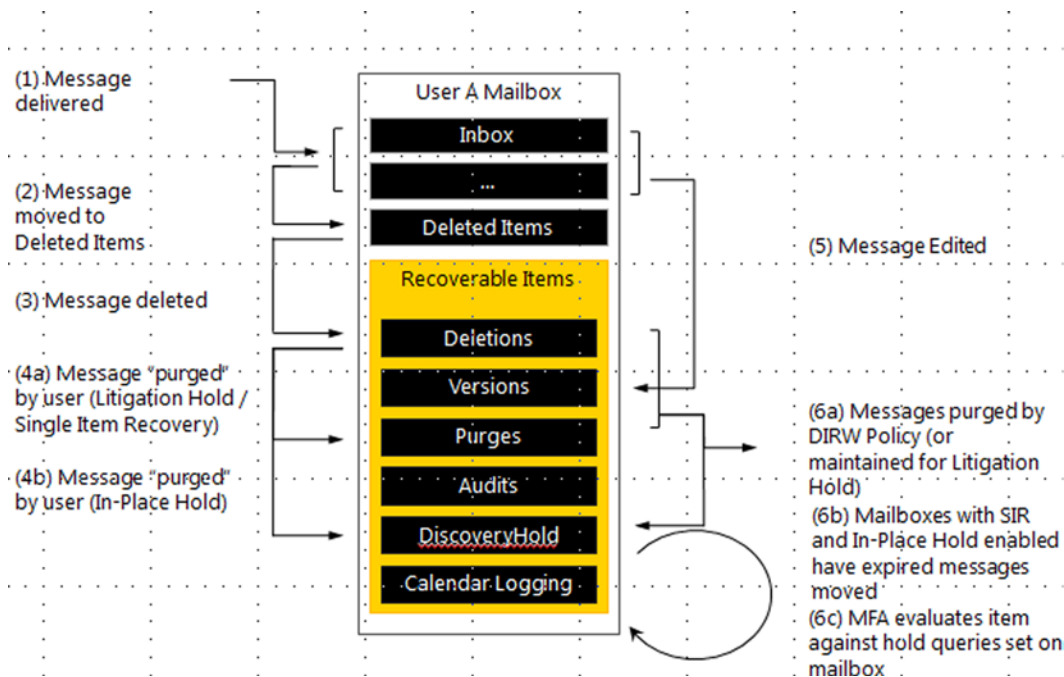 (1) Message
delivered
(2) Message
moved to
Deleted Items
(3) Message deleted
(4a) Message "purged"
by user (Litigation Hold /
Single Item Recovery)
(4b) Message "purged"
by user (In-Place Hold)
User A Mailbox
Inbox
...
Deleted Items
Recoverable Items
Deletions
Versions
Purges
Audits
DiscoveryHold
Calendar Logging
(5) Message Edited
(6a) Messages purged by
DIRW Policy (or
maintained for Litigation
Hold)
(6b) Mailboxes with SIR
and In-Place Hold enabled
have expired messages
moved
(6c) MFA evaluates item
against hold queries set on
mailbox